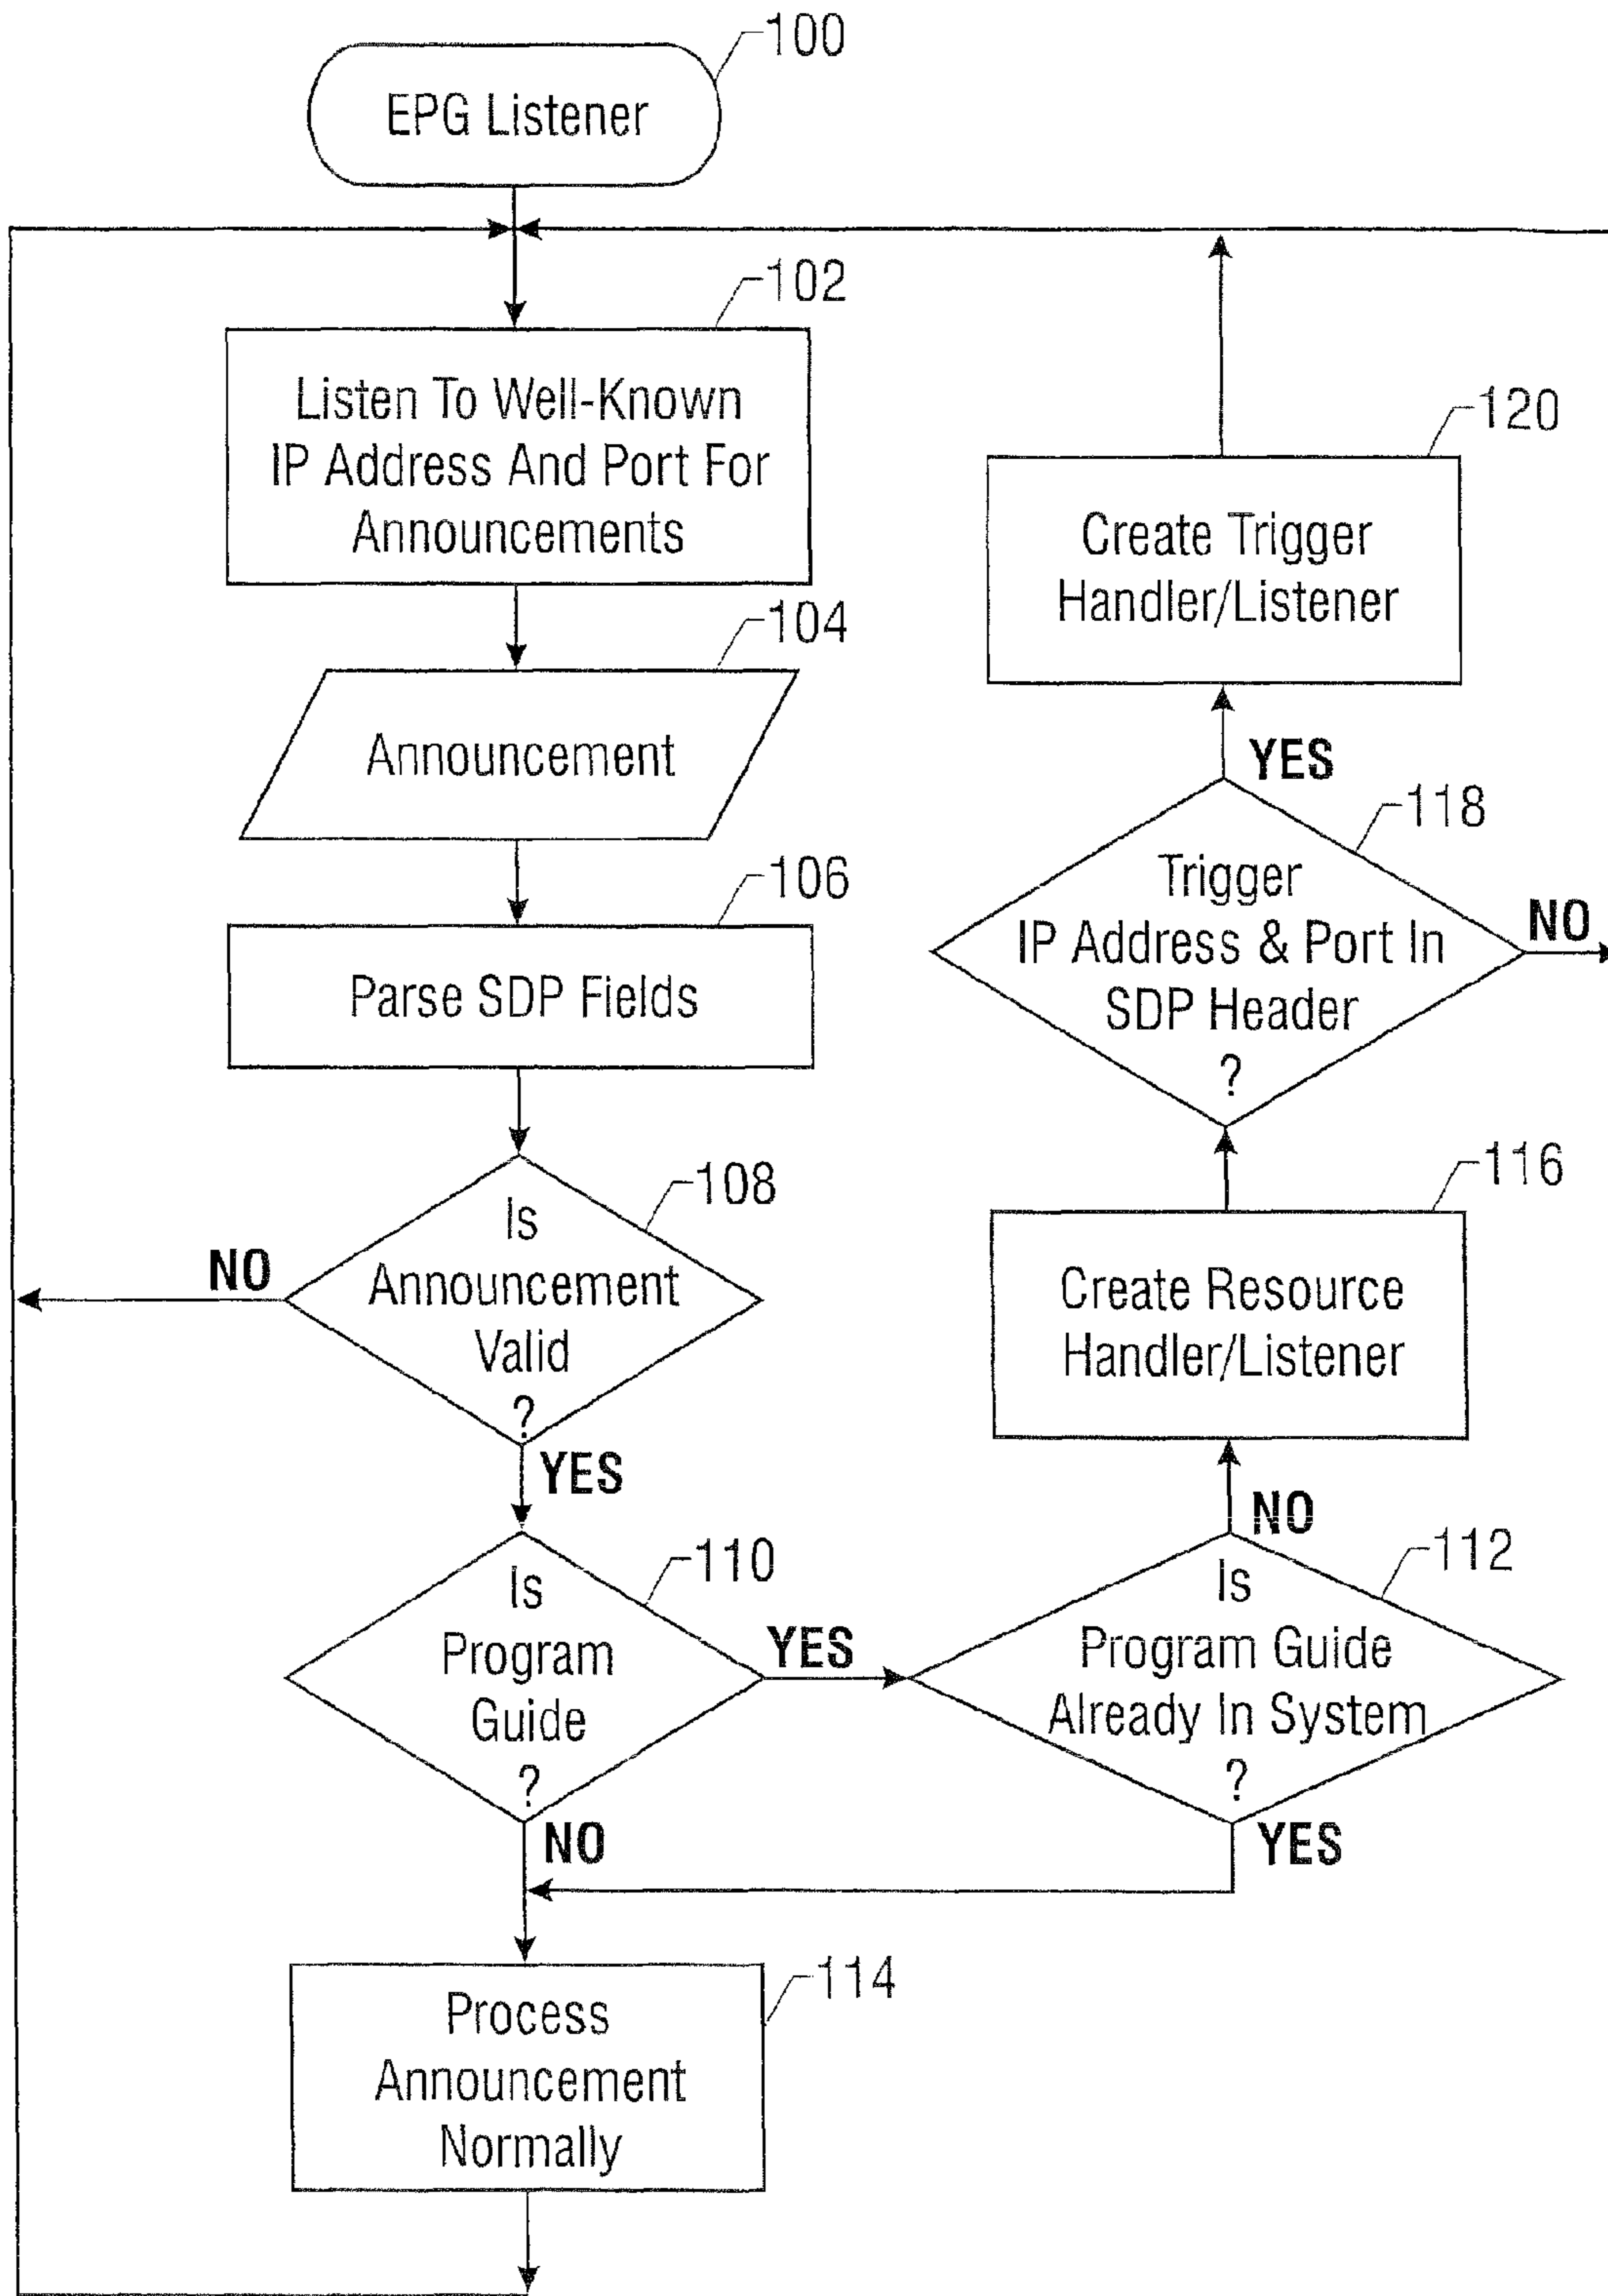 100
EPG Listener
102
Listen To Well-Known
IP Address And Port For
Announcements
104
Announcement
106
Parse SDP Fields
108
Is
Announcement
Valid
?
NO
YES
110
Is
Program
Guide
?
YES
NO
112
Is
Program Guide
Already In System
?
NO
YES
114
Process
Announcement
Normally
116
Create Resource
Handler/Listener
118
Trigger
IP Address & Port In
SDP Header
?
YES
NO
120
Create Trigger
Handler/Listener